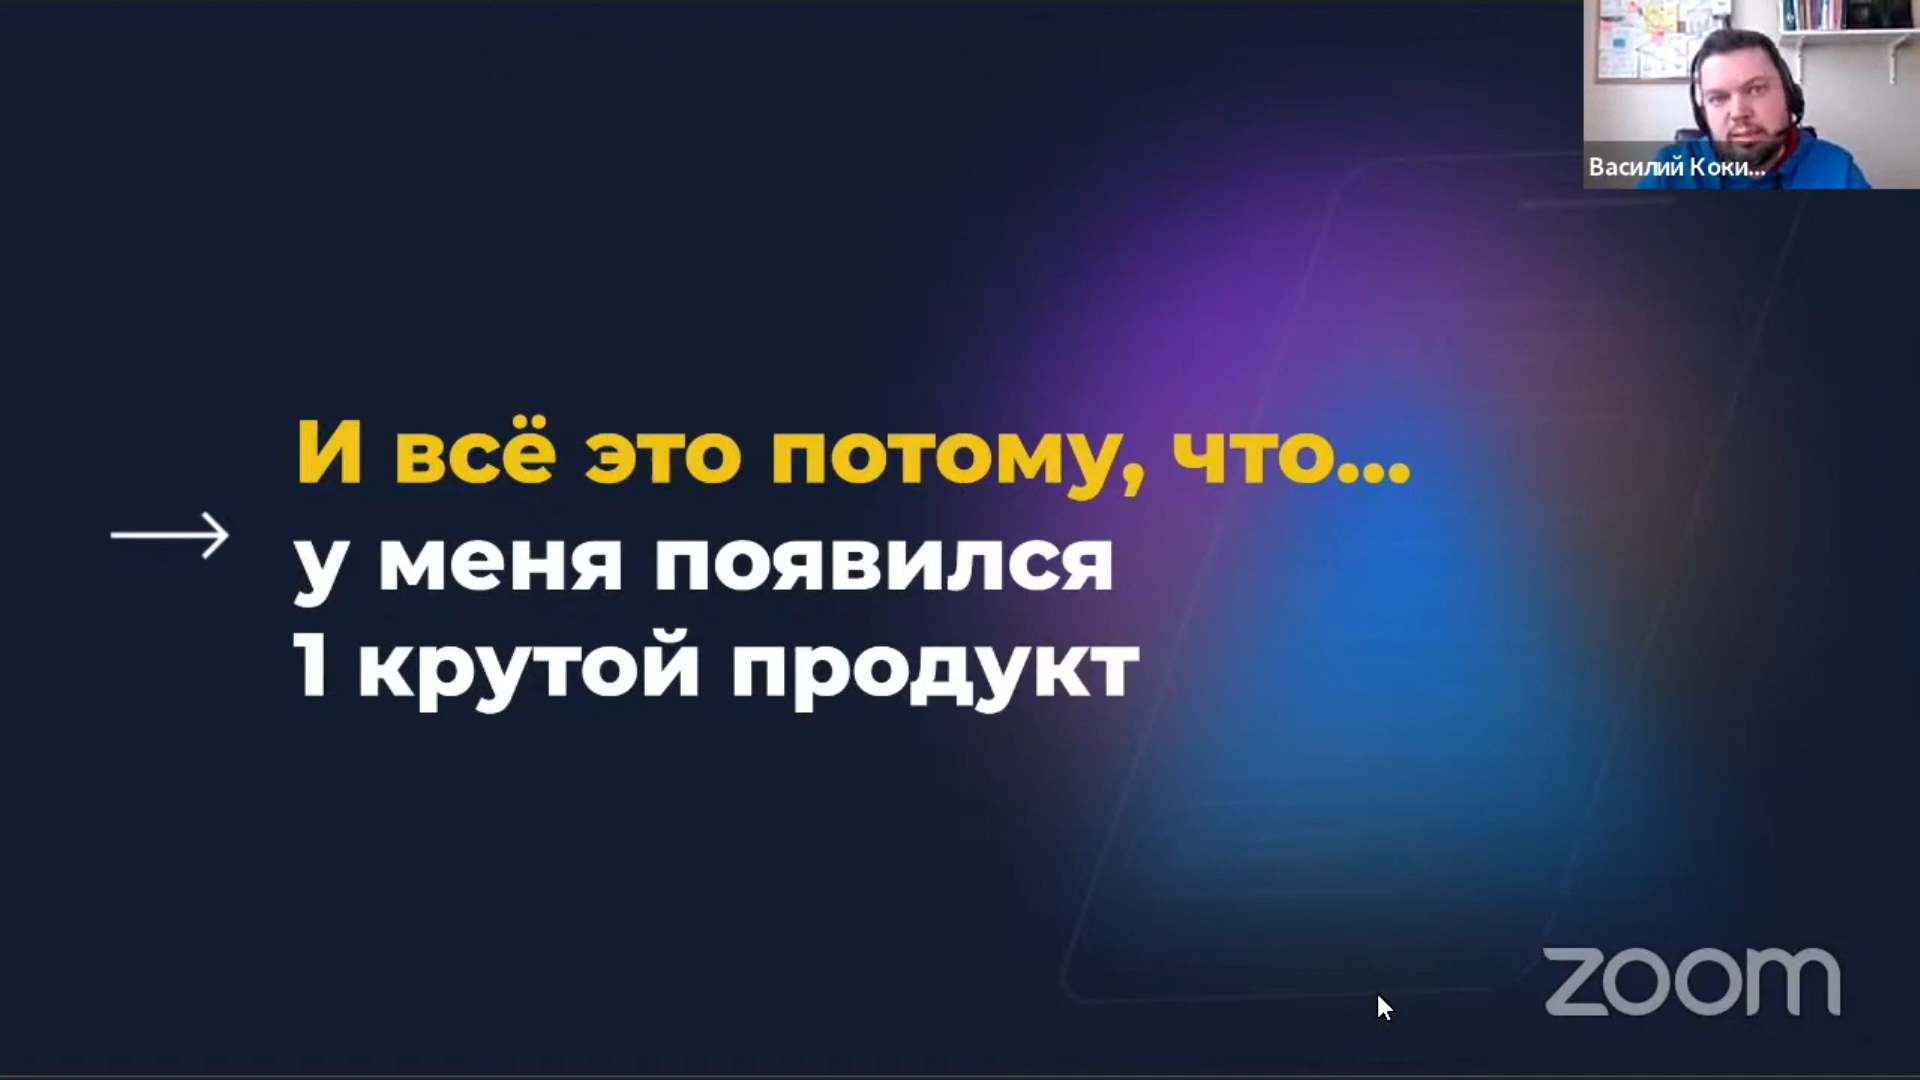 Василий Коки...
И всё это потому, что...
у меня появился
1 крутой продукт
zoom